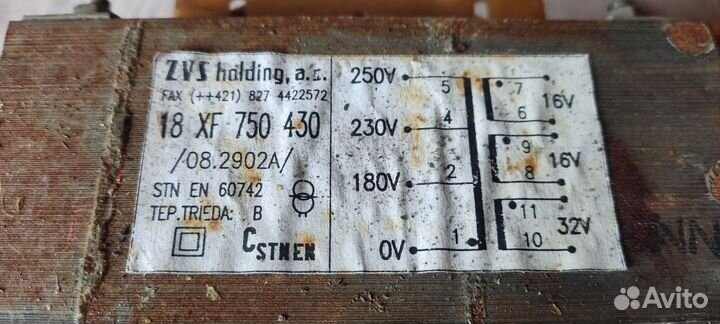 ZVS holding, a.s.
FAX (++421) 827 4422572
18 XF 750 430
/08.2902A/
STN EN 60742
TEP.TRIEDA: B
CSTNEN
250V 5 7
16V
230V 4 6
9
16V
180V 2 8
11
32V
0V 1 10
NN
Avito